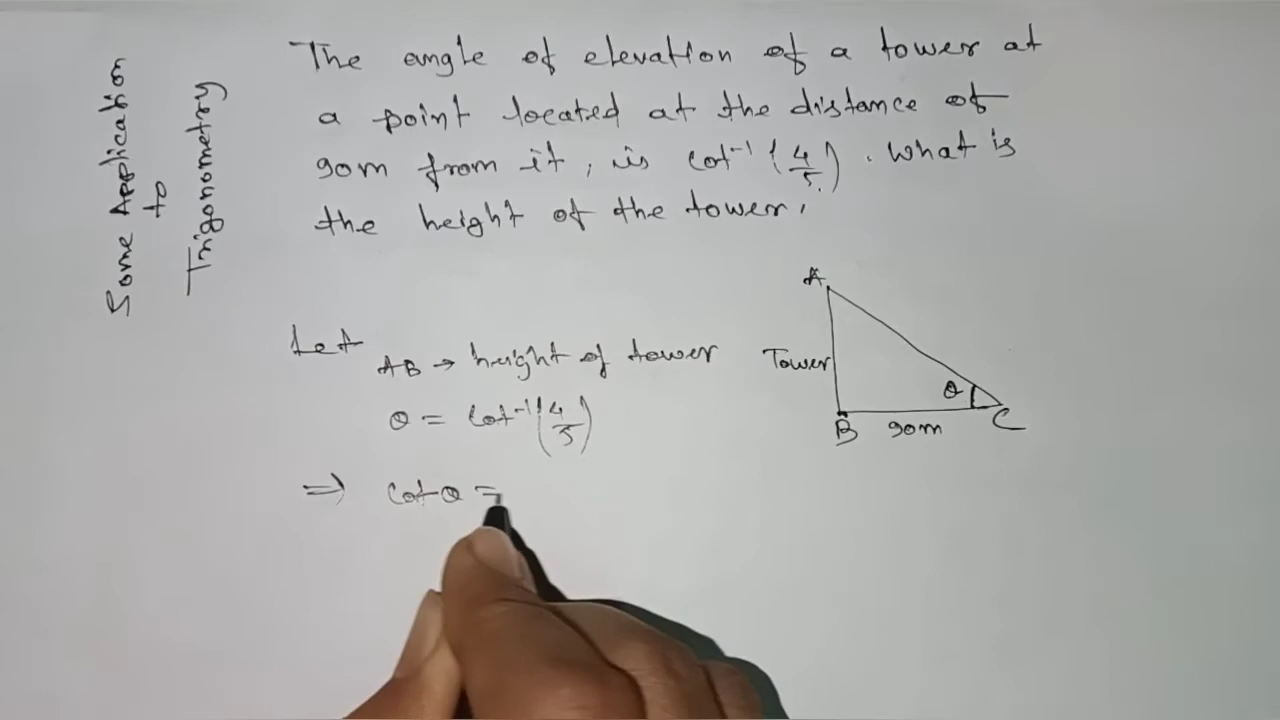 Some Application
to
Trigonometry
The angle of elevation of a tower at
a point located at the distance of
90m from it, is cot⁻¹(4/5). What is
the height of the tower.
Let
AB → height of tower
θ = cot⁻¹(4/5)
⇒ cotθ =
A
Tower
θ
B 90m C